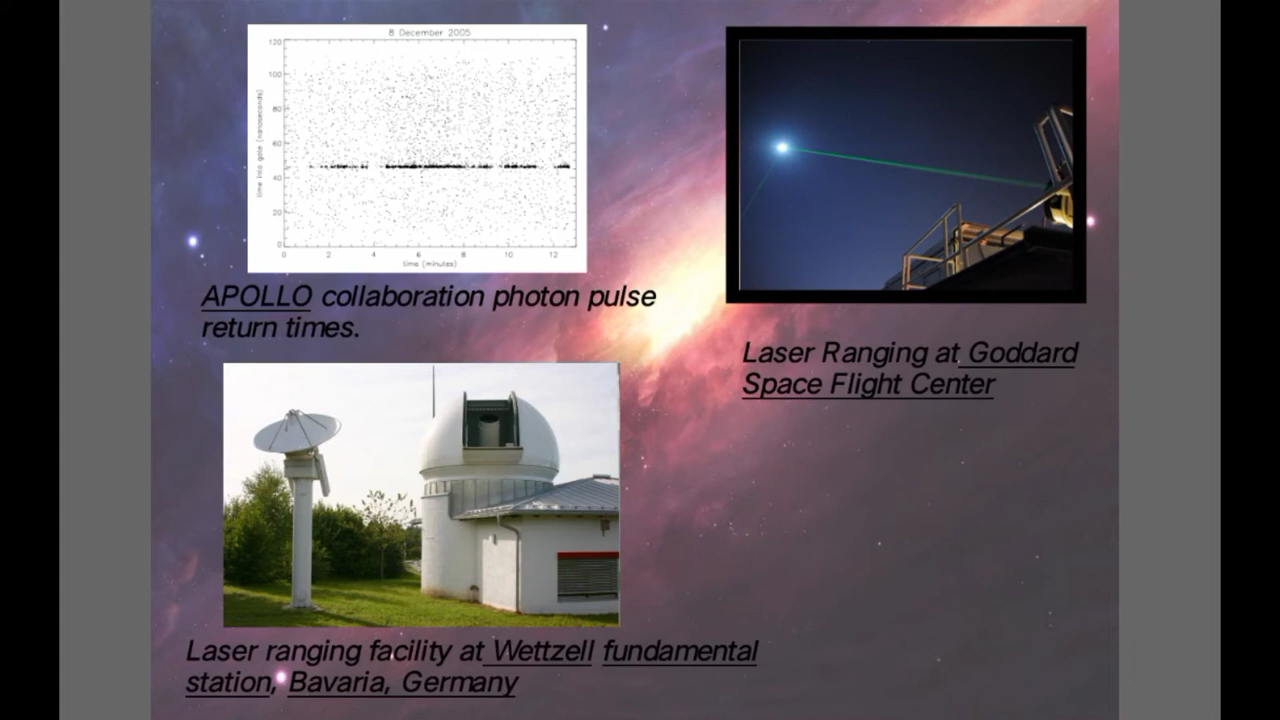 8 December 2005
120
100
80
60
40
20
0
time into gate (nanoseconds)
0 2 4 6 8 10 12
time (minutes)
APOLLO collaboration photon pulse
return times.
Laser Ranging at Goddard
Space Flight Center
Laser ranging facility at Wettzell fundamental
station, Bavaria, Germany